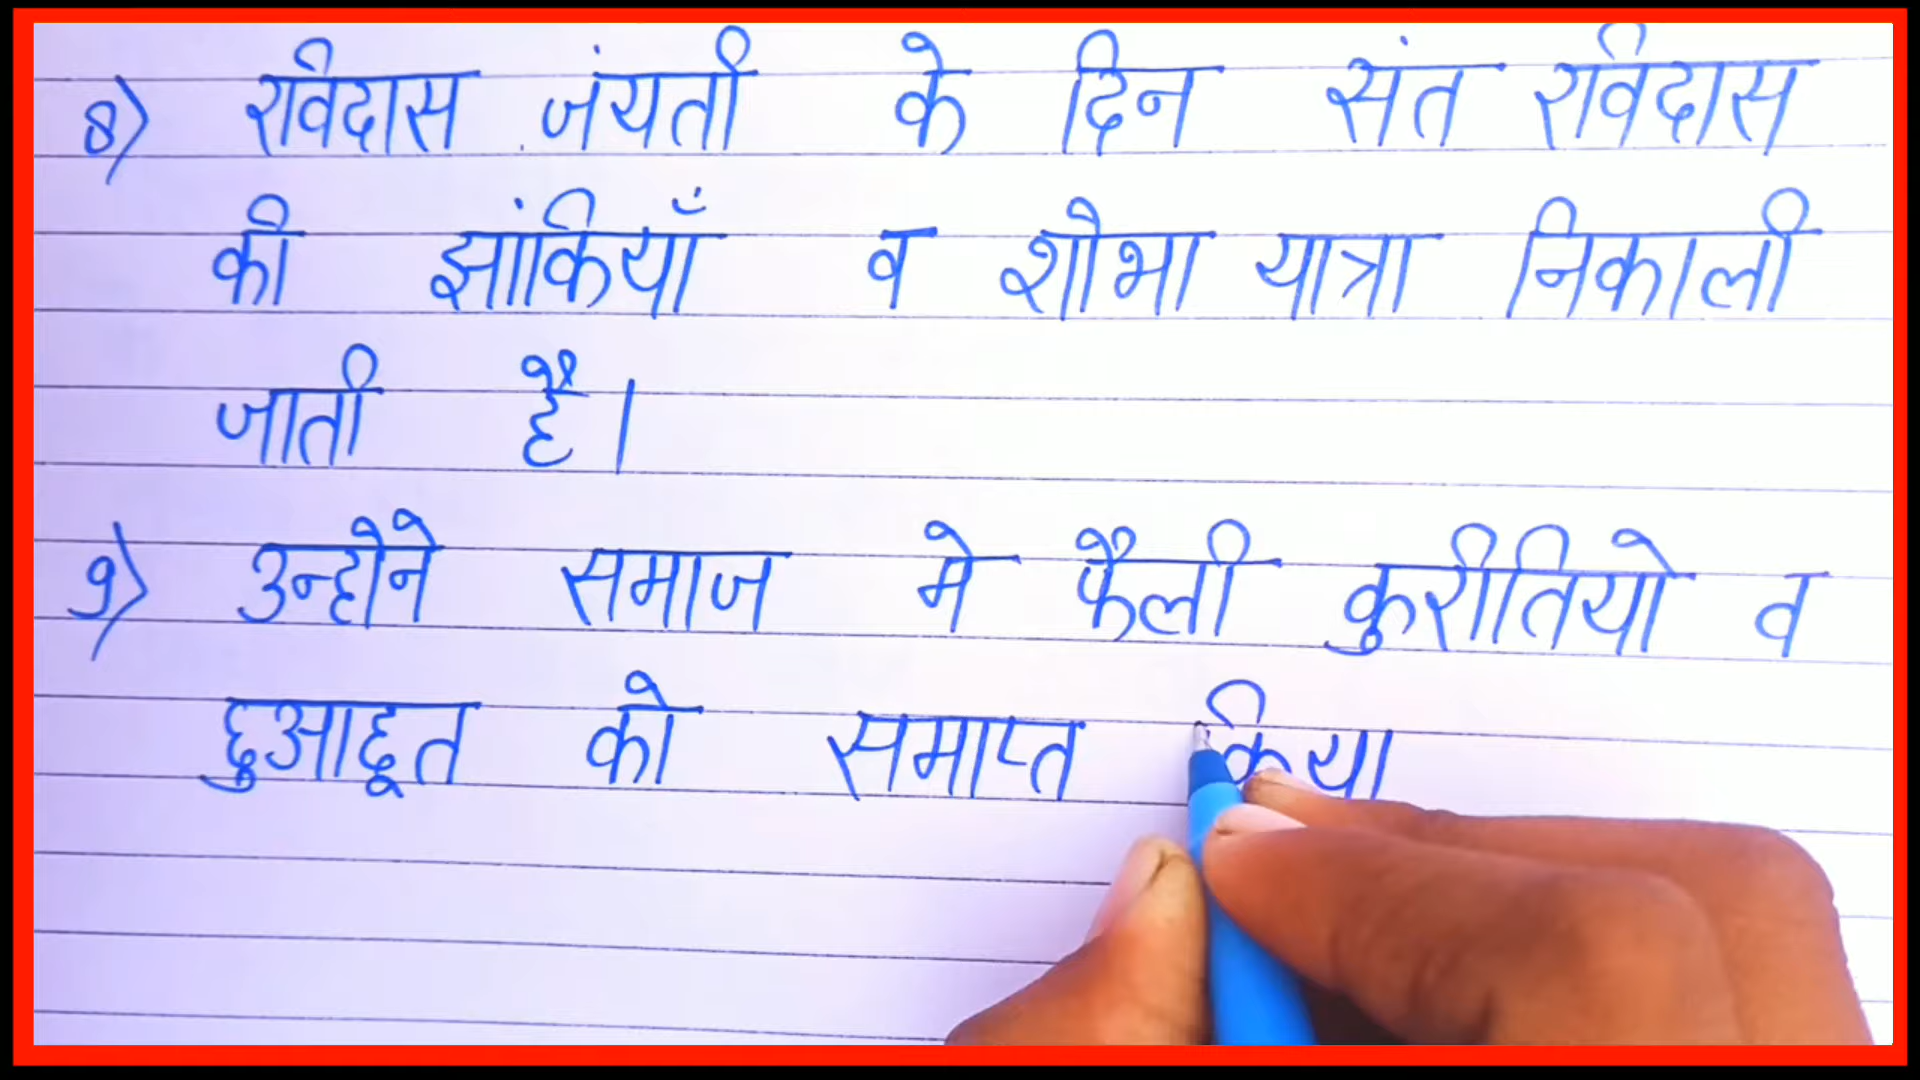 8) रविदास जंयती के दिन संत रविदास
की झांकियाँ व शोभा यात्रा निकाली
जाती है।
9) उन्होने समाज मे फैली कुरीतियो व
छुआछूत को समाप्त किया